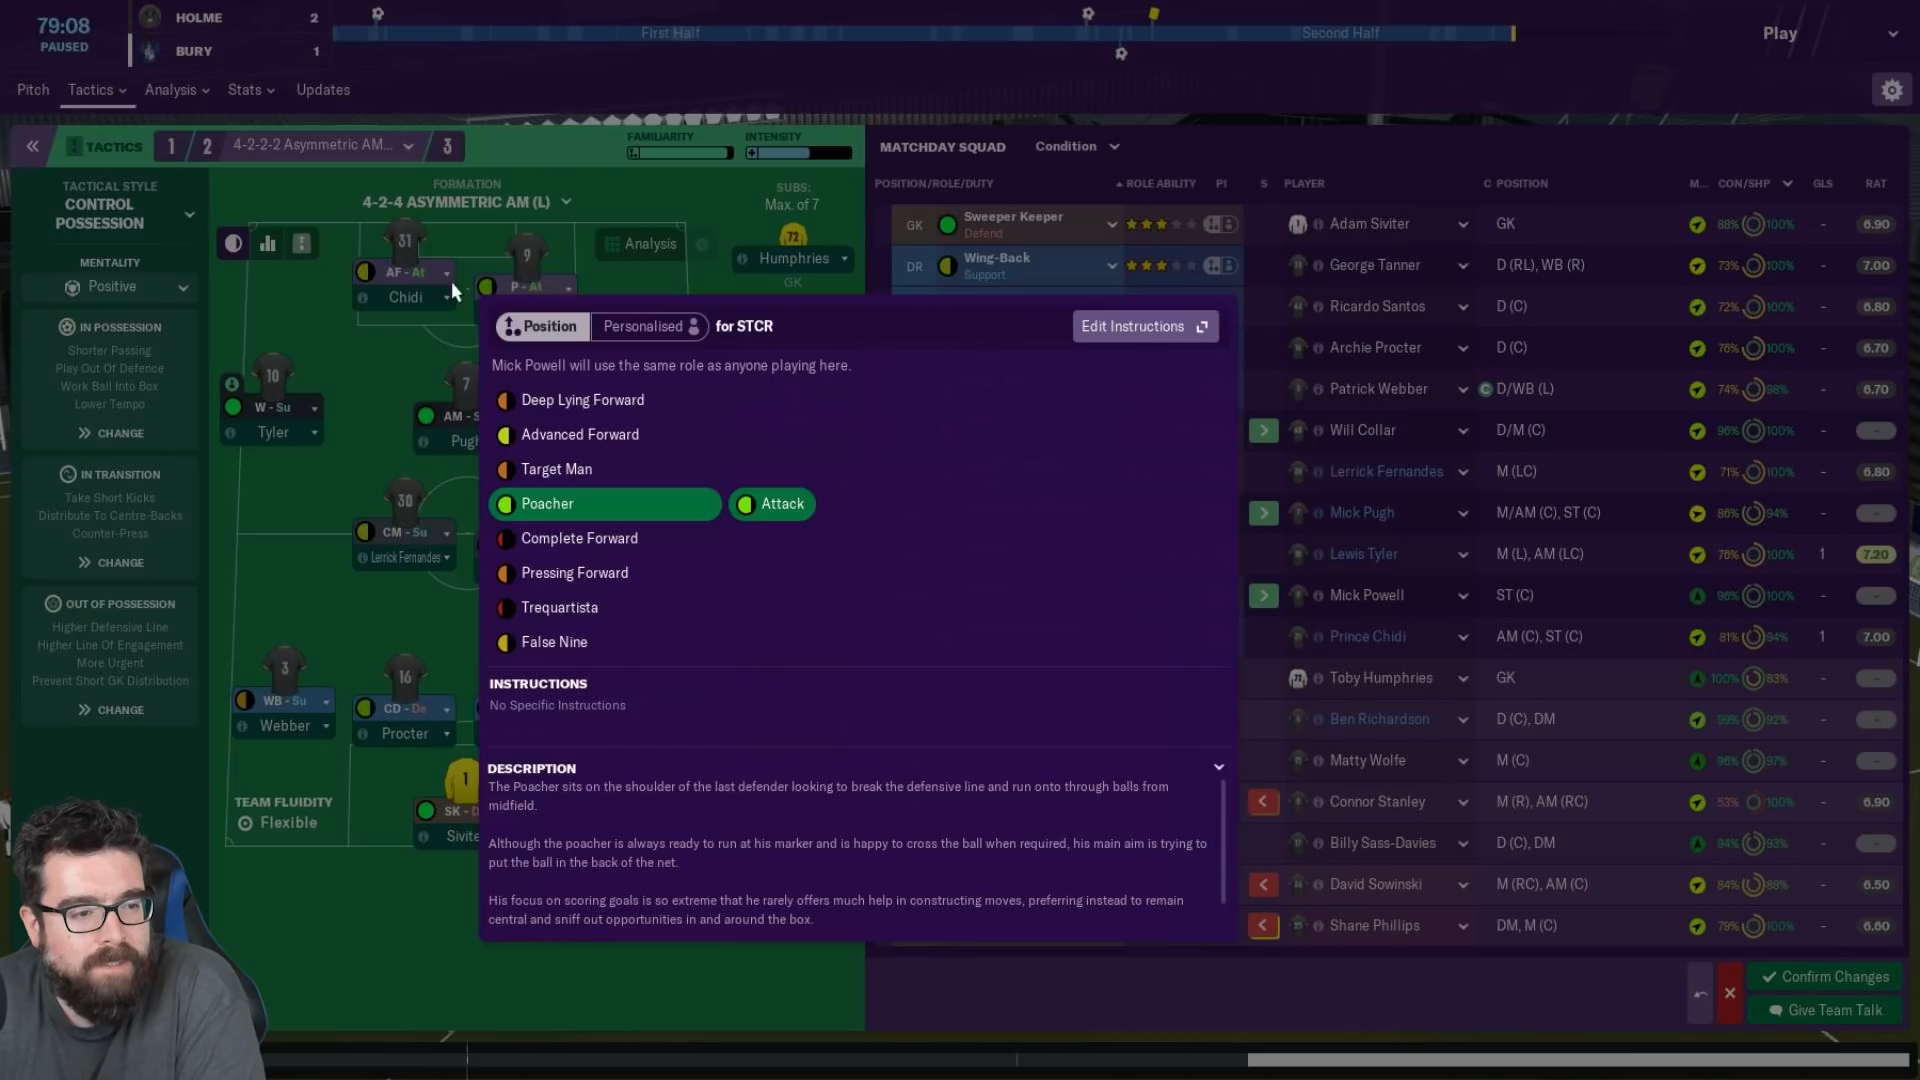 79:08
PAUSED
HOLME 2
BURY 1
First Half
Second Half
Play
Pitch
Tactics
Analysis
Stats
Updates
TACTICS
1
2
4-2-2-2 Asymmetric AM...
3
FAMILIARITY
INTENSITY
TACTICAL STYLE
CONTROL
POSSESSION
MENTALITY
Positive
IN POSSESSION
Shorter Passing
Play Out Of Defence
Work Ball Into Box
Lower Tempo
CHANGE
IN TRANSITION
Take Short Kicks
Distribute To Centre-Backs
Counter-Press
CHANGE
OUT OF POSSESSION
Higher Defensive Line
Higher Line Of Engagement
More Urgent
Prevent Short GK Distribution
CHANGE
FORMATION
4-2-4 ASYMMETRIC AM (L)
SUBS:
Max. of 7
72
Humphries
GK
Analysis
31
AF - At
Chidi
9
P - At
10
W - Su
Tyler
7
AM - S
Pugh
30
CM - Su
Lerrick Fernandes
3
WB - Su
Webber
16
CD - De
Procter
1
SK - D
Sivite
TEAM FLUIDITY
Flexible
Position
Personalised
for STCR
Edit Instructions
Mick Powell will use the same role as anyone playing here.
Deep Lying Forward
Advanced Forward
Target Man
Poacher
Attack
Complete Forward
Pressing Forward
Trequartista
False Nine
INSTRUCTIONS
No Specific Instructions
DESCRIPTION
The Poacher sits on the shoulder of the last defender looking to break the defensive line and run onto through balls from
midfield.
Although the poacher is always ready to run at his marker and is happy to cross the ball when required, his main aim is trying to
put the ball in the back of the net.
His focus on scoring goals is so extreme that he rarely offers much help in constructing moves, preferring instead to remain
central and sniff out opportunities in and around the box.
MATCHDAY SQUAD
Condition
POSITION/ROLE/DUTY ROLE ABILITY PI S PLAYER C POSITION M... CON/SHP GLS RAT
GK Sweeper Keeper
Defend
DR Wing-Back
Support
Adam Siviter GK 88% 100% 6.90
George Tanner D (RL), WB (R) 73% 100% - 7.00
Ricardo Santos D (C) 72% 100% - 6.80
Archie Procter D (C) 76% 100% - 6.70
Patrick Webber C D/WB (L) 74% 98% - 6.70
Will Collar D/M (C) 96% 100% - -
Lerrick Fernandes M (LC) 71% 100% - 6.80
Mick Pugh M/AM (C), ST (C) 86% 94% - -
Lewis Tyler M (L), AM (LC) 76% 100% 1 7.20
Mick Powell ST (C) 96% 100% - -
Prince Chidi AM (C), ST (C) 81% 94% 1 7.00
Toby Humphries GK 100% 83% - -
Ben Richardson D (C), DM 99% 92% - -
Matty Wolfe M (C) 96% 97% - -
Connor Stanley M (R), AM (RC) 53% 100% - 6.90
Billy Sass-Davies D (C), DM 94% 93% - -
David Sowinski M (RC), AM (C) 84% 88% - 6.50
Shane Phillips DM, M (C) 79% 100% - 6.60
Confirm Changes
Give Team Talk